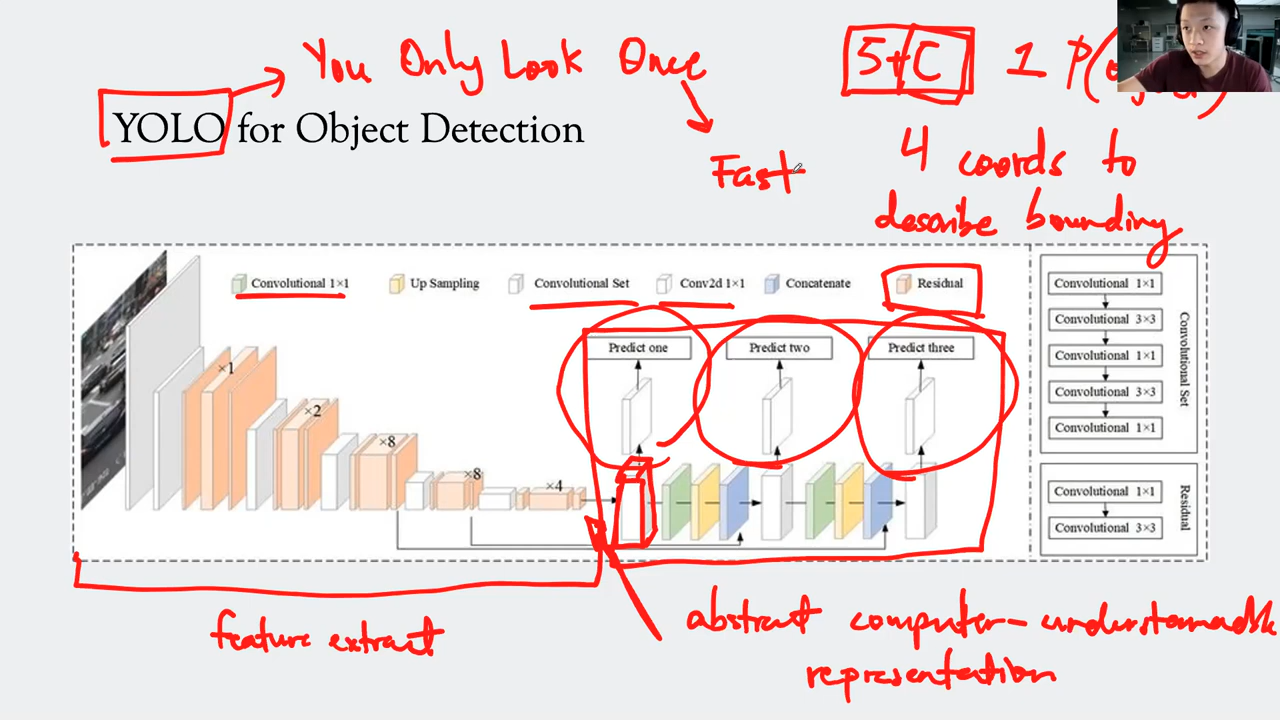 You Only Look Once
5+C 1 P(
YOLO for Object Detection
Fast
4 coords to
describe bounding
Convolutional 1×1
Up Sampling
Convolutional Set
Conv2d 1×1
Concatenate
Residual
Predict one
Predict two
Predict three
×1
×2
×8
×8
×4
Convolutional 1×1
Convolutional 3×3
Convolutional 1×1
Convolutional 3×3
Convolutional 1×1
Convolutional Set
Convolutional 1×1
Convolutional 3×3
Residual
feature extract
abstract computer-understandable
representation